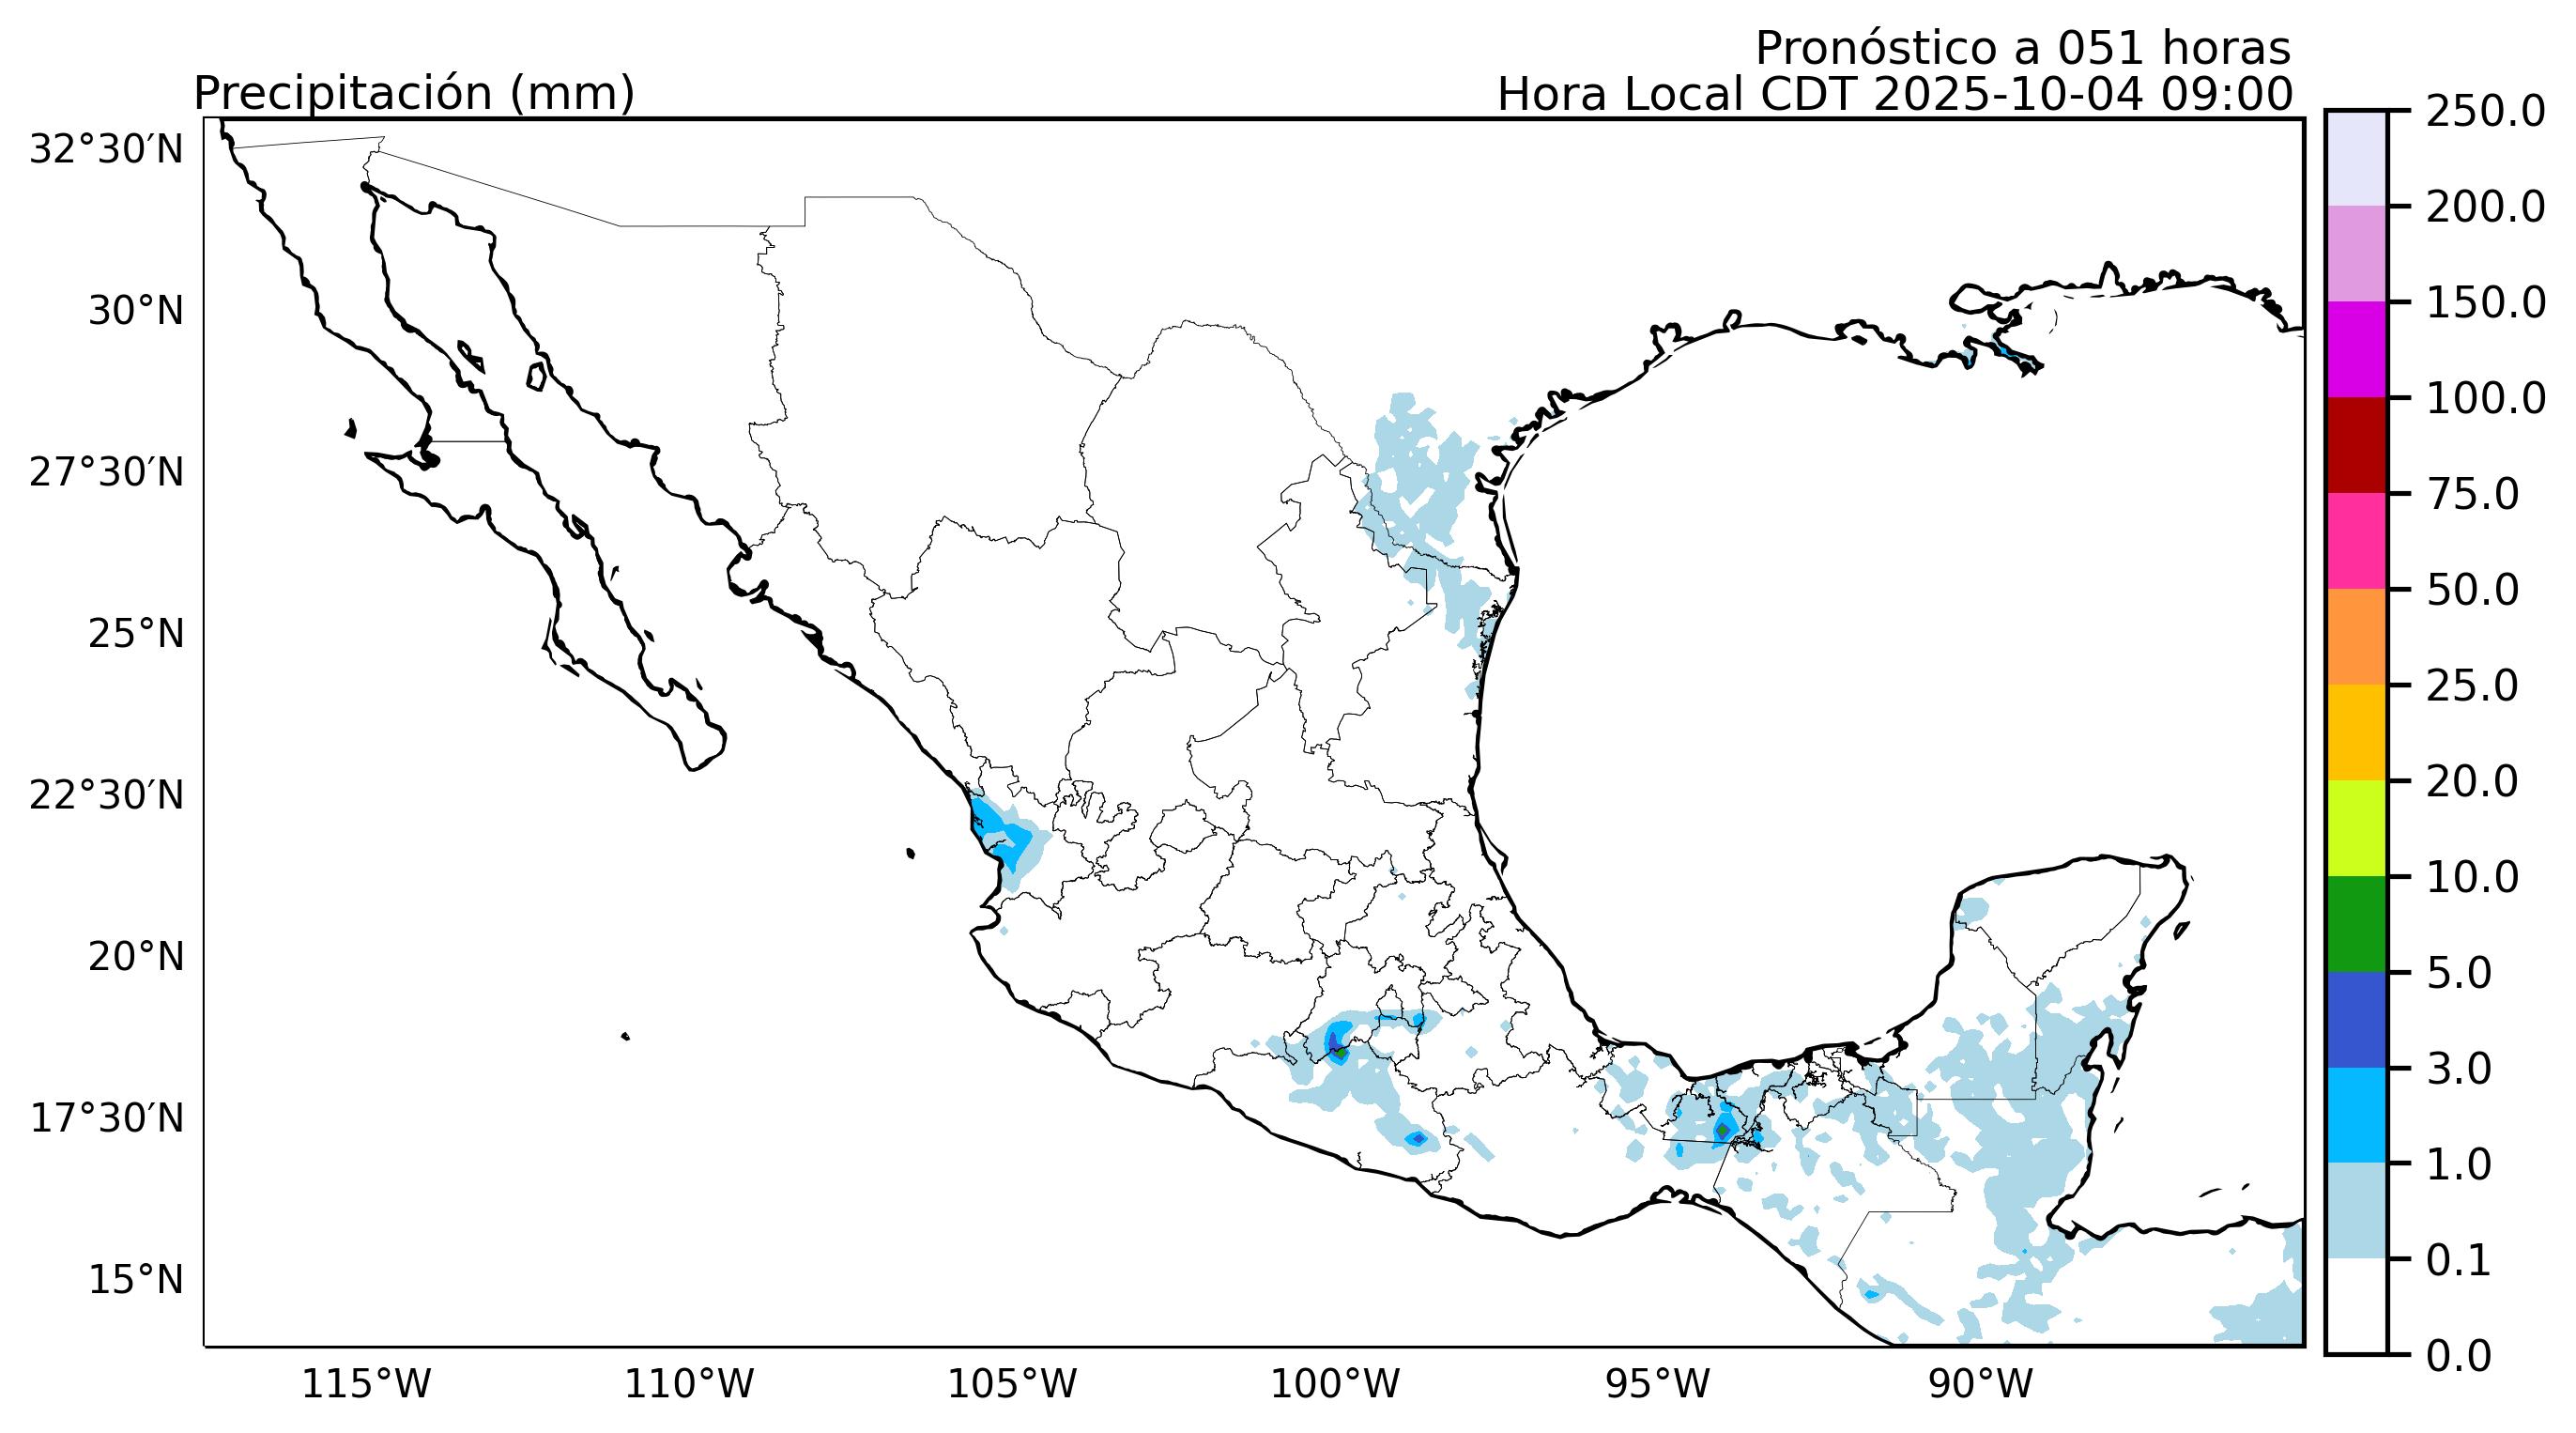 Pronóstico a 051 horas
Precipitación (mm)
Hora Local CDT 2025-10-04 09:00
32°30′N
30°N
27°30′N
25°N
22°30′N
20°N
17°30′N
15°N
115°W
110°W
105°W
100°W
95°W
90°W
250.0
200.0
150.0
100.0
75.0
50.0
25.0
20.0
10.0
5.0
3.0
1.0
0.1
0.0